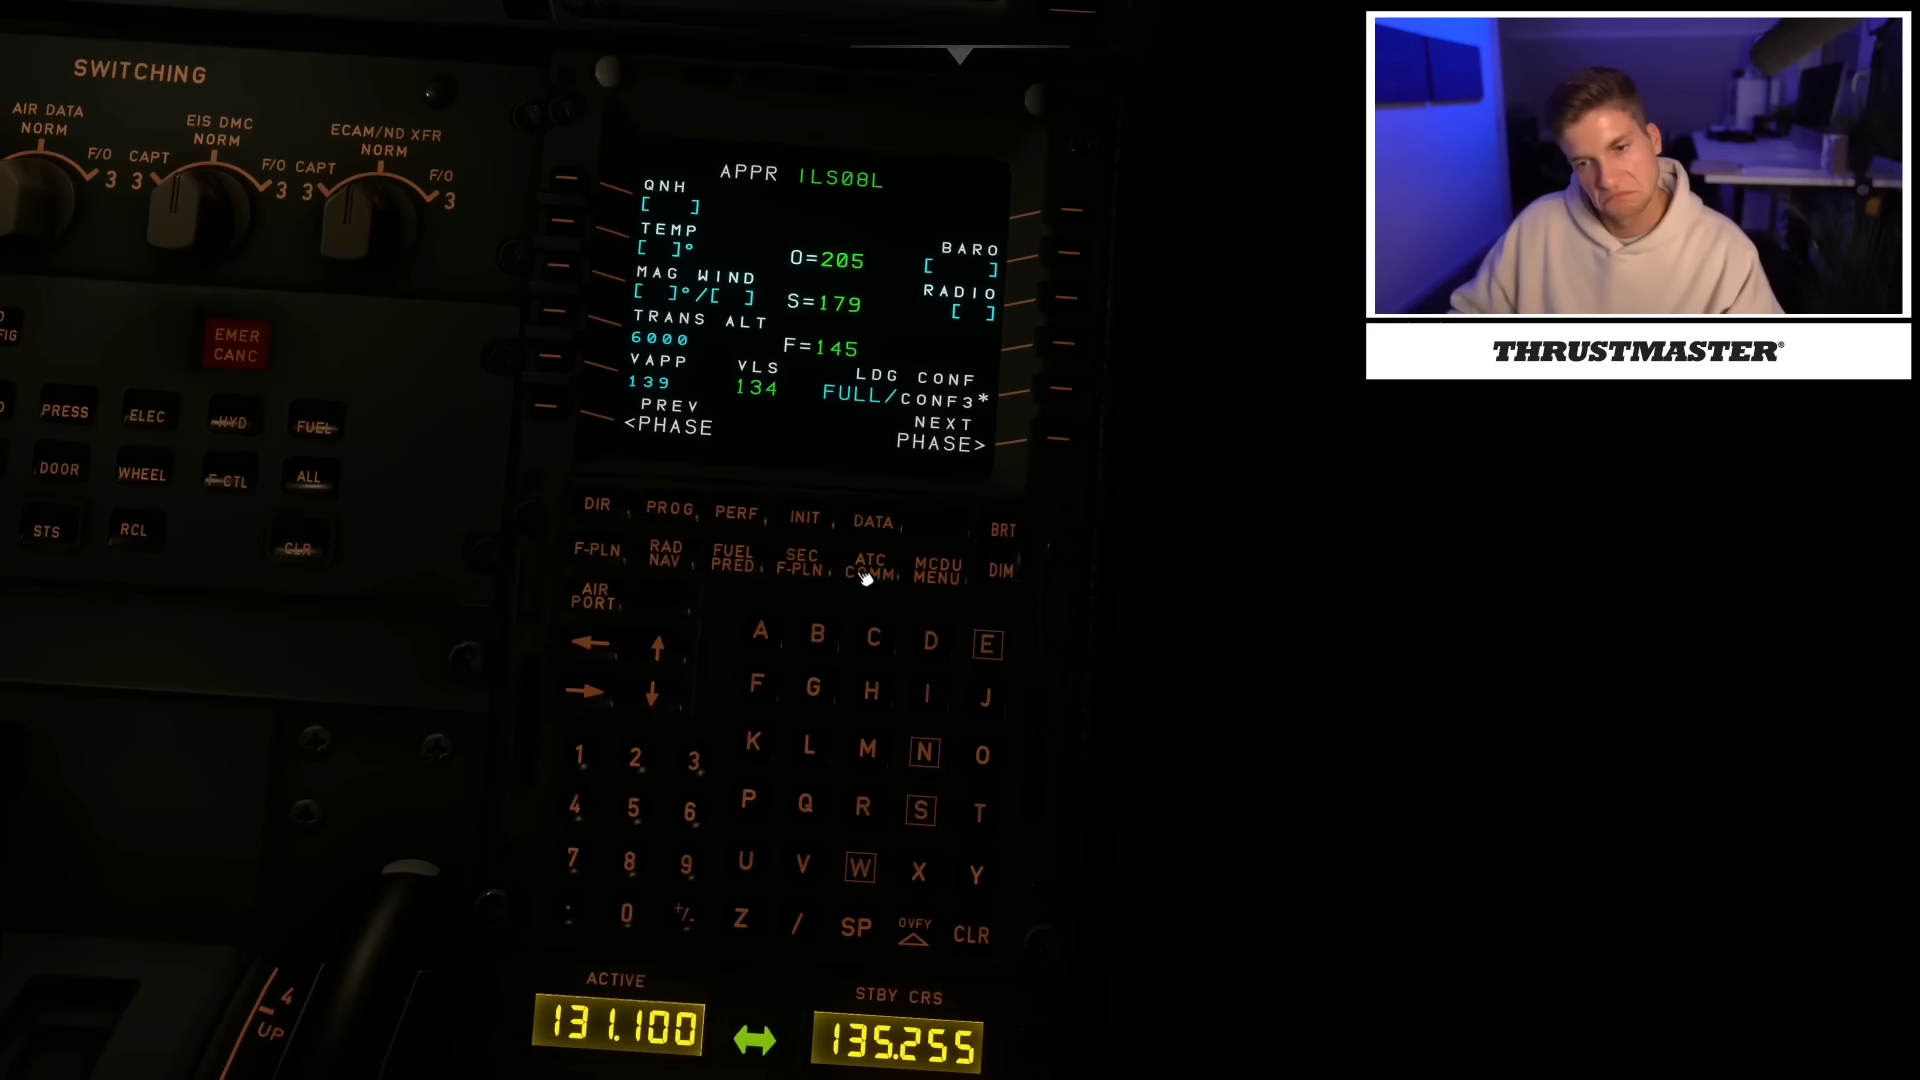 SWITCHING
AIR DATA
NORM
F/O
3
EIS DMC
NORM
CAPT
3
F/O
3
ECAM/ND XFR
NORM
CAPT
3
F/O
3
EMER
CANC
PRESS
ELEC
HYD
FUEL
DOOR
WHEEL
F-CTL
ALL
STS
RCL
CLR
APPR ILS08L
QNH
[ ]
TEMP
[ ]°
O=205
BARO
[ ]
MAG WIND
[ ]°/[ ]
S=179
RADIO
[ ]
TRANS ALT
6000
F=145
VAPP
139
VLS
134
LDG CONF
FULL/CONF3*
PREV
<PHASE
NEXT
PHASE>
DIR
PROG
PERF
INIT
DATA
BRT
F-PLN
RAD
NAV
FUEL
PRED
SEC
F-PLN
ATC
COMM
MCDU
MENU
DIM
AIR
PORT
← ↑
→ ↓
A B C D E
F G H I J
K L M N O
P Q R S T
U V W X Y
Z / SP OVFY CLR
1 2 3
4 5 6
7 8 9
. 0 +/-
ACTIVE
131.100
STBY CRS
135.255
4
UP
THRUSTMASTER®